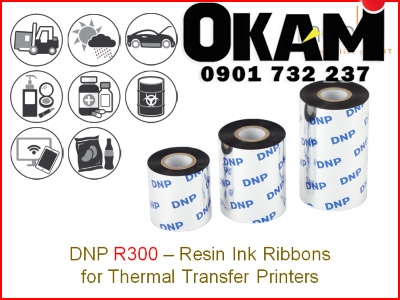 OKAMI
0901 732 237
DNP DNP DNP
DNP R300 – Resin Ink Ribbons
for Thermal Transfer Printers